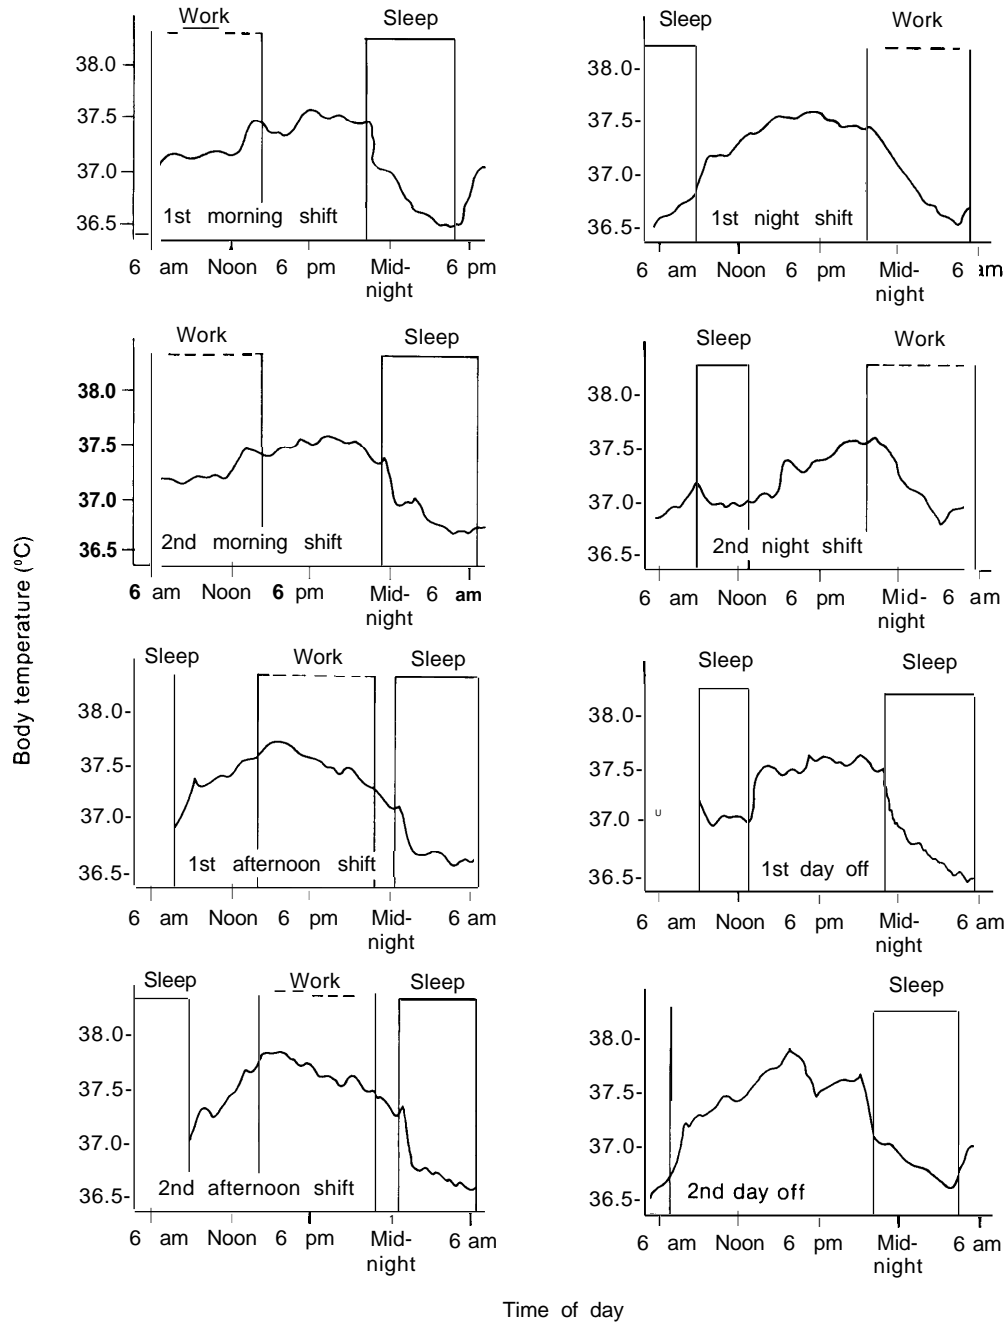 Work
Sleep
38.0
37.5
37.0
36.5
1st morning shift
6 am Noon 6 pm Mid- 6 pm
night
Sleep
Work
38.0-
37.5-
37.0-
36.5-
1st night shift
6 am Noon 6 pm Mid- 6 am
night
Work
Sleep
38.0
37.5
37.0
36.5
2nd morning shift
6 am Noon 6 pm Mid- 6 am
night
Sleep
Work
38.0-
37.5-
37.0-
36.5-
2nd night shift
6 am Noon 6 pm Mid- 6 am
night
Body temperature (ºC)
Sleep
Work
Sleep
38.0-
37.5-
37.0-
36.5-
1st afternoon shift
6 am Noon 6 pm Mid- 6 am
night
Sleep
Sleep
38.0-
37.5-
37.0 -
U
36.5-
1st day off
6 am Noon 6 pm Mid- 6 am
night
Sleep
Work
Sleep
38.0-
37.5-
37.0-
36.5-
2nd afternoon shift
6 am Noon 6 pm Mid- 6 am
night
Sleep
38.0-
37.5-
37.0-
36.5-
2nd day off
6 am Noon 6 pm Mid- 6 am
night
Time of day